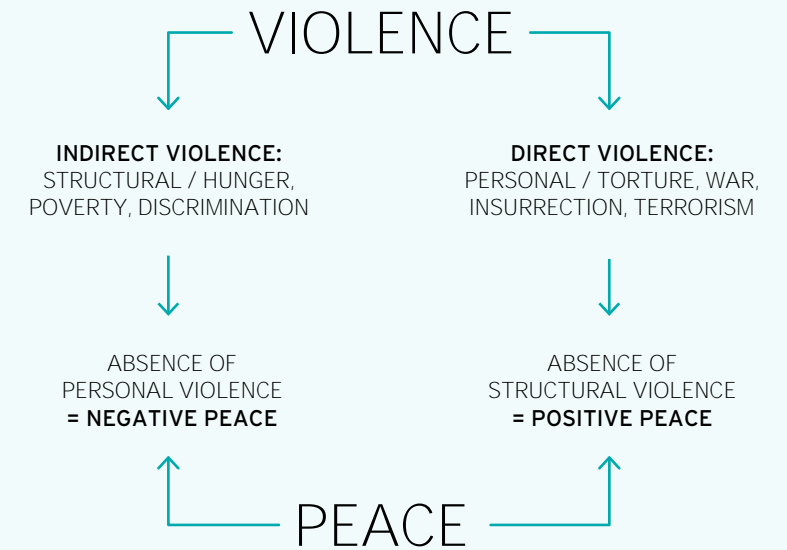 VIOLENCE
INDIRECT VIOLENCE:
STRUCTURAL / HUNGER,
POVERTY, DISCRIMINATION
DIRECT VIOLENCE:
PERSONAL / TORTURE, WAR,
INSURRECTION, TERRORISM
ABSENCE OF
PERSONAL VIOLENCE
= NEGATIVE PEACE
ABSENCE OF
STRUCTURAL VIOLENCE
= POSITIVE PEACE
PEACE